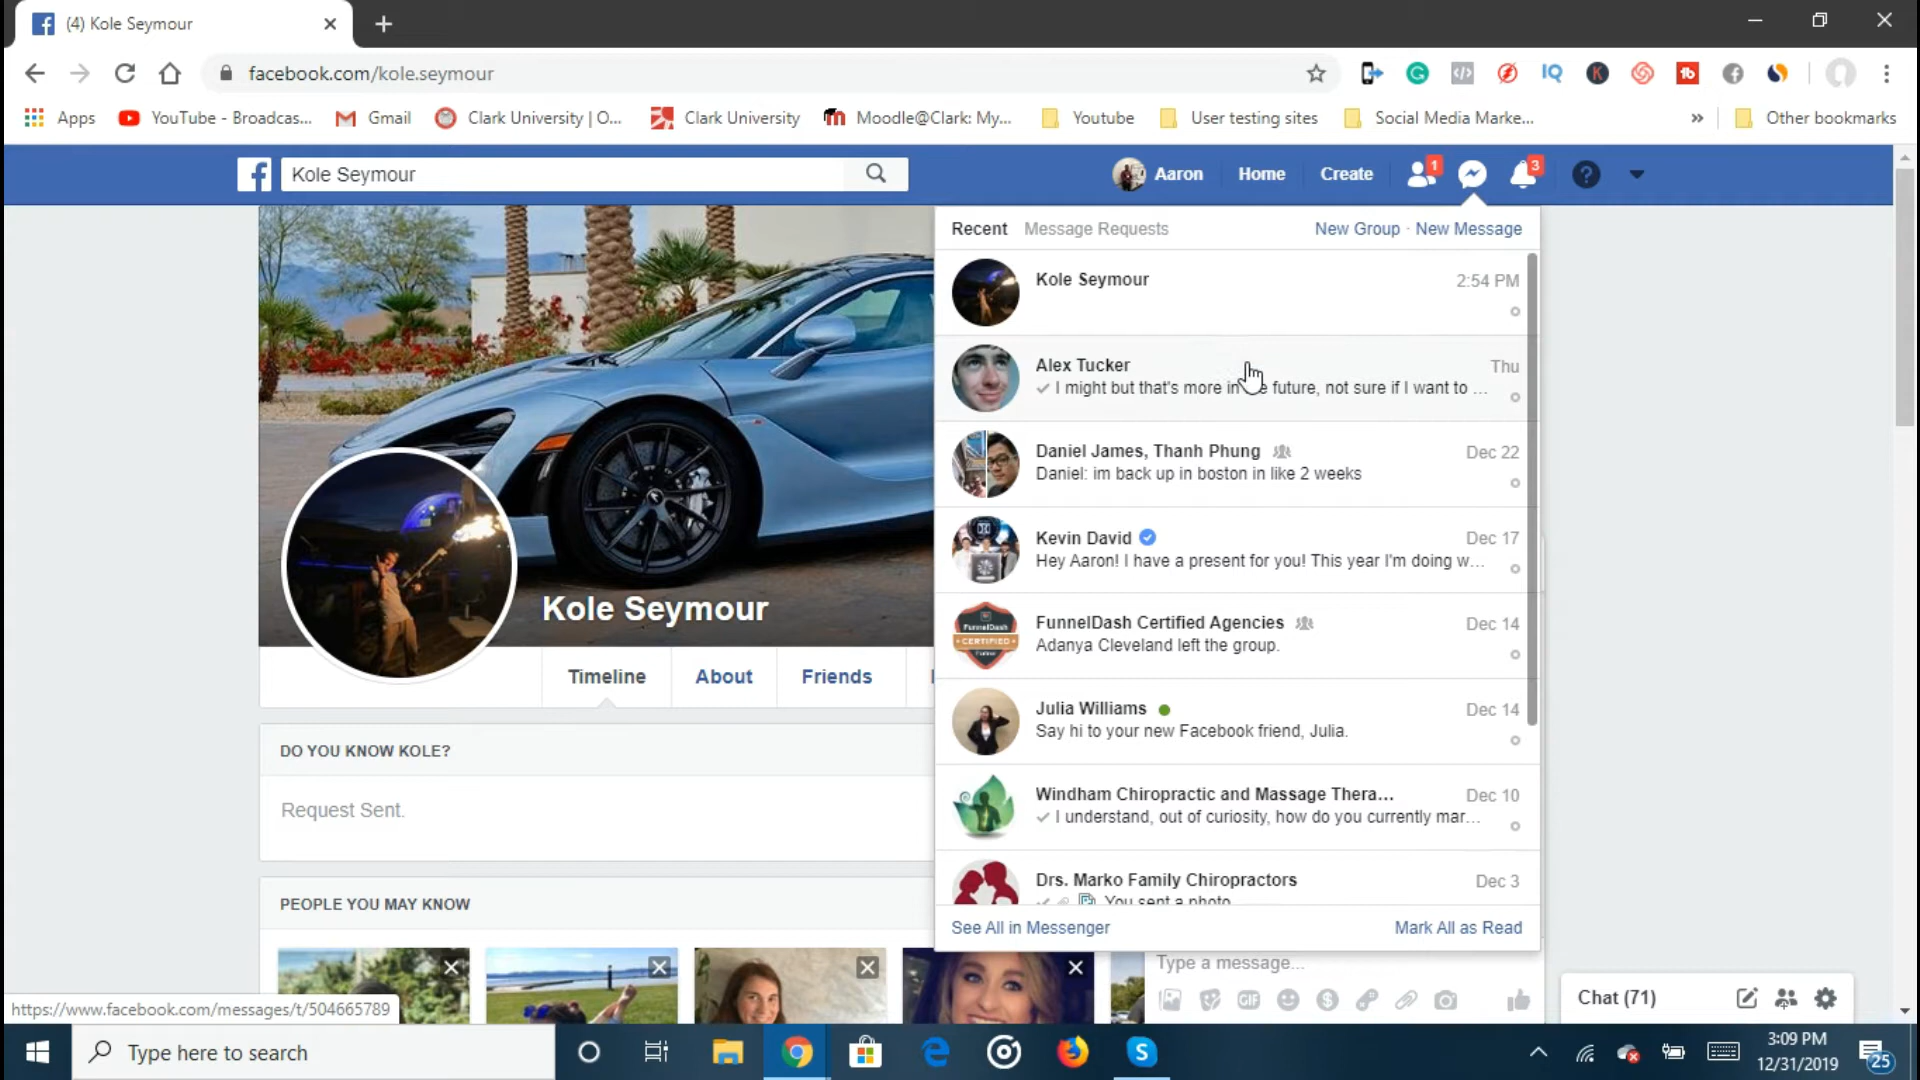 (4) Kole Seymour
facebook.com/kole.seymour
Apps YouTube - Broadcas... Gmail Clark University | O... Clark University Moodle@Clark: My... Youtube User testing sites Social Media Marke... » Other bookmarks
Kole Seymour
Aaron Home Create 1 3
Recent Message Requests New Group · New Message
Kole Seymour 2:54 PM
Alex Tucker Thu
I might but that's more in future, not sure if I want to ...
Daniel James, Thanh Phung Dec 22
Daniel: im back up in boston in like 2 weeks
Kevin David Dec 17
Hey Aaron! I have a present for you! This year I'm doing w...
FunnelDash Certified Agencies Dec 14
Adanya Cleveland left the group.
Julia Williams Dec 14
Say hi to your new Facebook friend, Julia.
Windham Chiropractic and Massage Thera... Dec 10
I understand, out of curiosity, how do you currently mar...
Drs. Marko Family Chiropractors Dec 3
You sent a photo
See All in Messenger Mark All as Read
FunnelDash
CERTIFIED
Kole Seymour
Timeline About Friends
DO YOU KNOW KOLE?
Request Sent.
PEOPLE YOU MAY KNOW
Type a message...
GIF
Chat (71)
https://www.facebook.com/messages/t/504665789
Type here to search
3:09 PM
12/31/2019
25